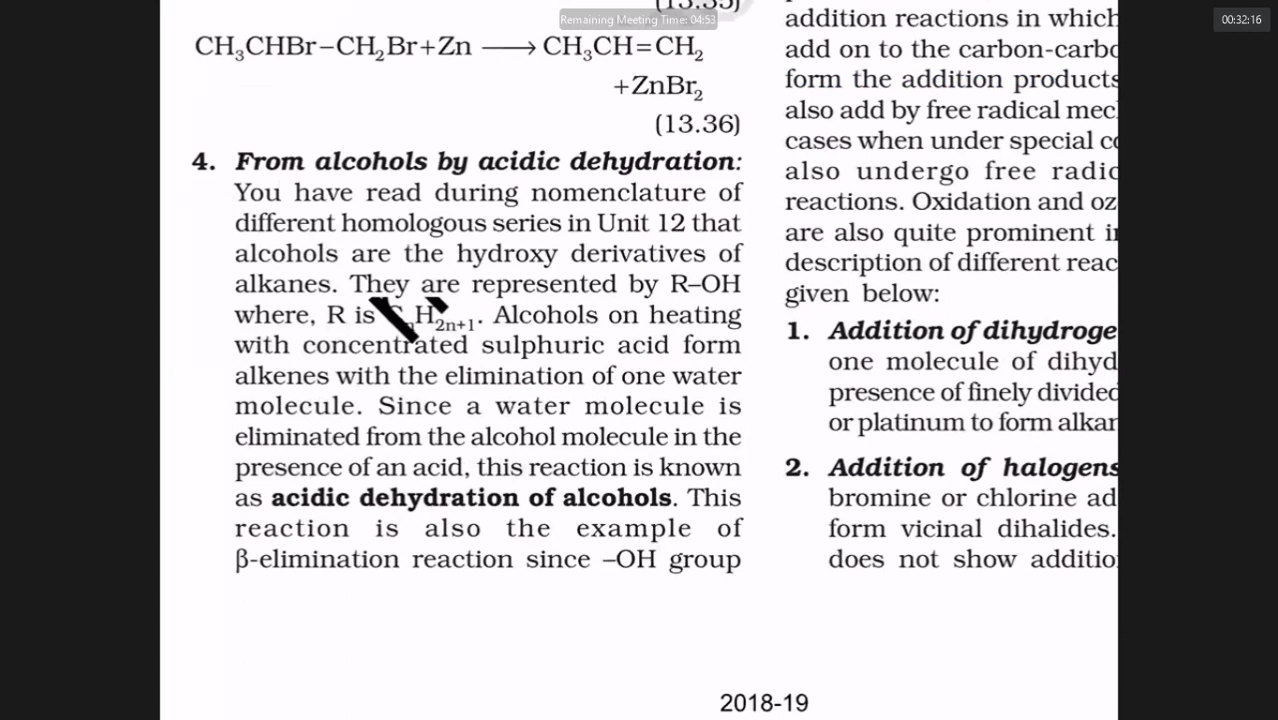 (13.35)
Remaining Meeting Time: 04:53
00:32:16
CH₃CHBr–CH₂Br+Zn ⟶ CH₃CH=CH₂
+ZnBr₂
(13.36)
4. From alcohols by acidic dehydration:
You have read during nomenclature of
different homologous series in Unit 12 that
alcohols are the hydroxy derivatives of
alkanes. They are represented by R–OH
where, R is CₙH₂ₙ₊₁. Alcohols on heating
with concentrated sulphuric acid form
alkenes with the elimination of one water
molecule. Since a water molecule is
eliminated from the alcohol molecule in the
presence of an acid, this reaction is known
as acidic dehydration of alcohols. This
reaction is also the example of
β-elimination reaction since –OH group
addition reactions in which
add on to the carbon-carbo
form the addition products
also add by free radical mec
cases when under special co
also undergo free radic
reactions. Oxidation and oz
are also quite prominent i
description of different reac
given below:
1. Addition of dihydroge
one molecule of dihyd
presence of finely divided
or platinum to form alkan
2. Addition of halogens
bromine or chlorine ad
form vicinal dihalides.
does not show additio
2018-19